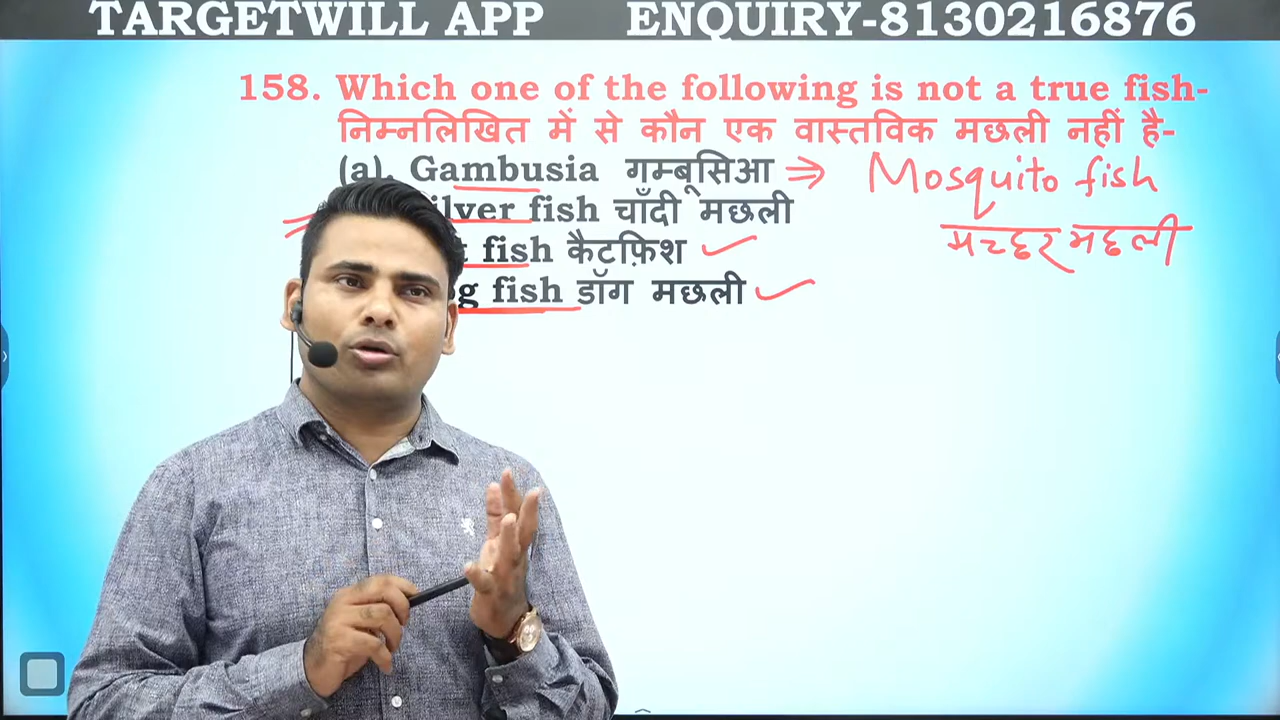 TARGETWILL APP ENQUIRY-8130216876
158. Which one of the following is not a true fish-
निम्नलिखित में से कौन एक वास्तविक मछली नहीं है-
(a). Gambusia गम्बूसिआ ⇒ Mosquito fish
ilver fish चाँदी मछली
मच्छर मछली
fish कैटफ़िश
g fish डॉग मछली